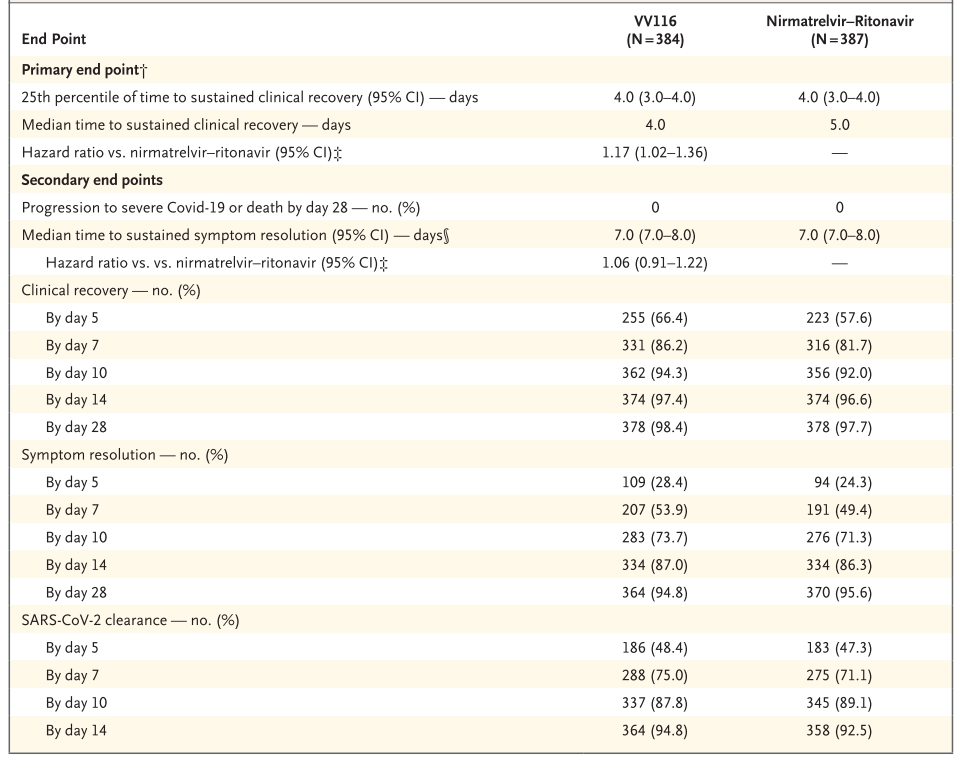 End Point VV116 (N=384) Nirmatrelvir–Ritonavir (N=387)
Primary end point†
25th percentile of time to sustained clinical recovery (95% CI) — days 4.0 (3.0–4.0) 4.0 (3.0–4.0)
Median time to sustained clinical recovery — days 4.0 5.0
Hazard ratio vs. nirmatrelvir–ritonavir (95% CI)‡ 1.17 (1.02–1.36) —
Secondary end points
Progression to severe Covid-19 or death by day 28 — no. (%) 0 0
Median time to sustained symptom resolution (95% CI) — days§ 7.0 (7.0–8.0) 7.0 (7.0–8.0)
Hazard ratio vs. vs. nirmatrelvir–ritonavir (95% CI)‡ 1.06 (0.91–1.22) —
Clinical recovery — no. (%)
By day 5 255 (66.4) 223 (57.6)
By day 7 331 (86.2) 316 (81.7)
By day 10 362 (94.3) 356 (92.0)
By day 14 374 (97.4) 374 (96.6)
By day 28 378 (98.4) 378 (97.7)
Symptom resolution — no. (%)
By day 5 109 (28.4) 94 (24.3)
By day 7 207 (53.9) 191 (49.4)
By day 10 283 (73.7) 276 (71.3)
By day 14 334 (87.0) 334 (86.3)
By day 28 364 (94.8) 370 (95.6)
SARS-CoV-2 clearance — no. (%)
By day 5 186 (48.4) 183 (47.3)
By day 7 288 (75.0) 275 (71.1)
By day 10 337 (87.8) 345 (89.1)
By day 14 364 (94.8) 358 (92.5)